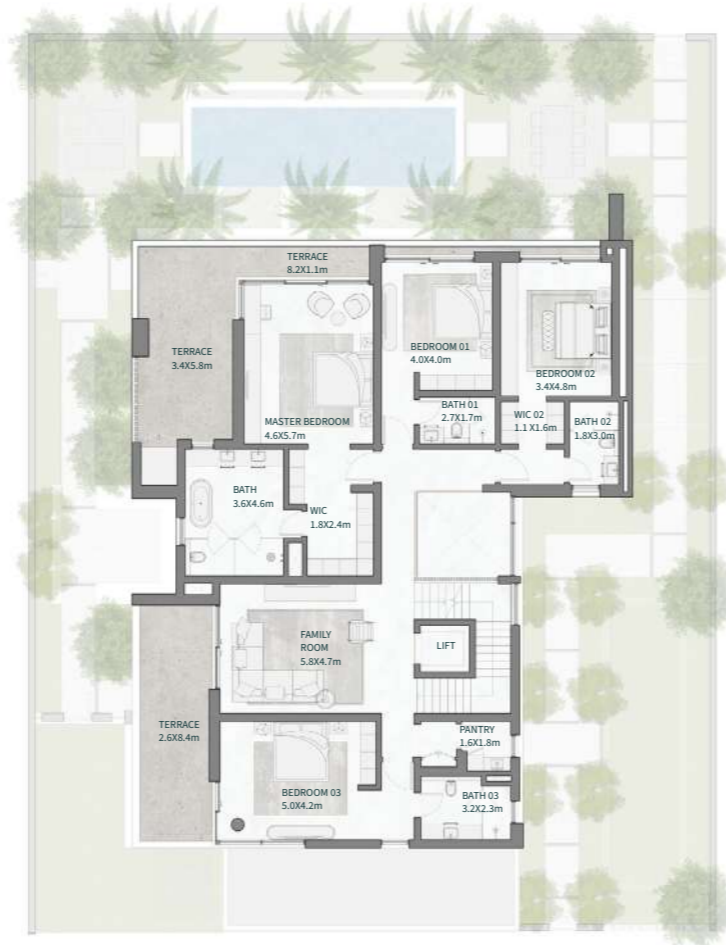 TERRACE
8.2X1.1m
TERRACE
3.4X5.8m
BEDROOM 01
4.0X4.0m
BEDROOM 02
3.4X4.8m
MASTER BEDROOM
4.6X5.7m
BATH 01
2.7X1.7m
WIC 02
1.1 X1.6m
BATH 02
1.8X3.0m
BATH
3.6X4.6m
WIC
1.8X2.4m
FAMILY
ROOM
5.8X4.7m
LIFT
TERRACE
2.6X8.4m
PANTRY
1.6X1.8m
BEDROOM 03
5.0X4.2m
BATH 03
3.2X2.3m